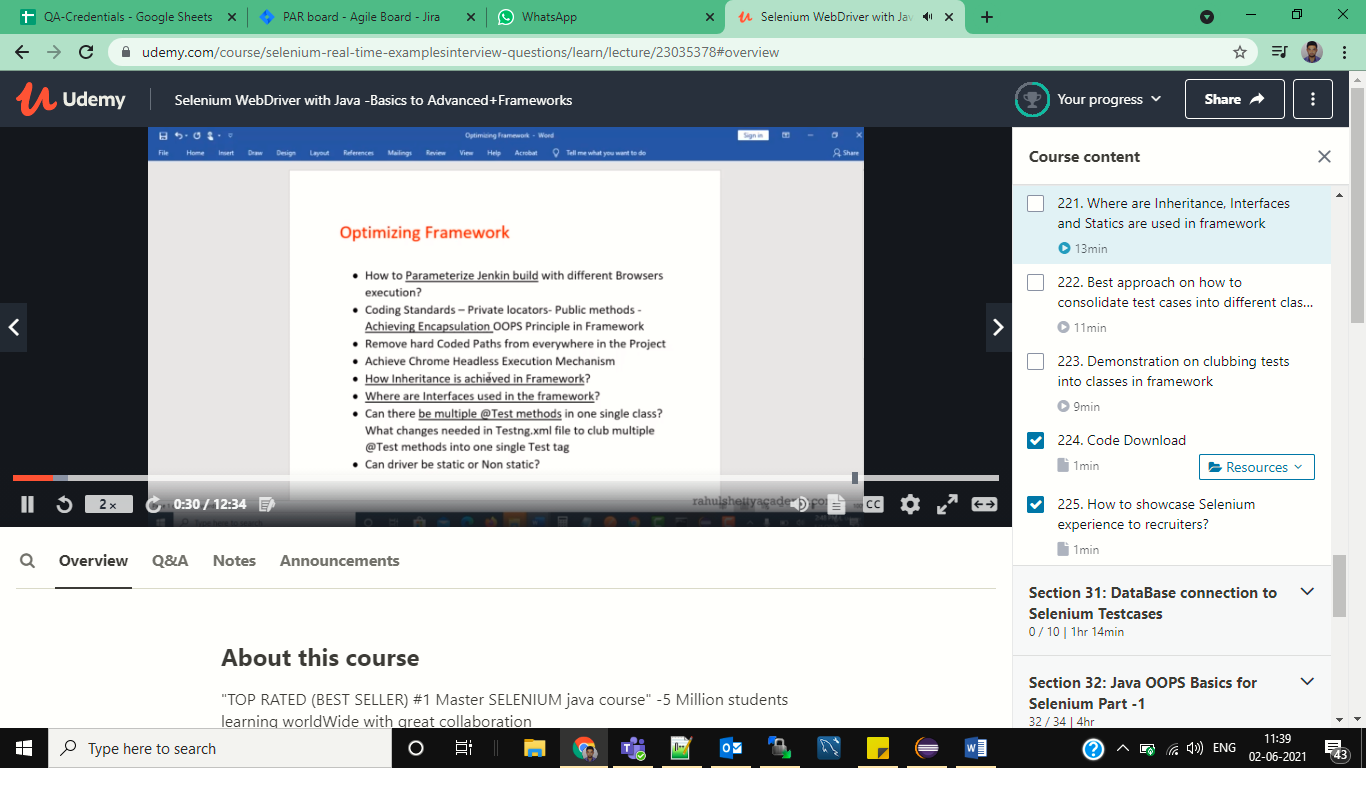 QA-Credentials - Google Sheets
PAR board - Agile Board - Jira
WhatsApp
Selenium WebDriver with Jav
udemy.com/course/selenium-real-time-examplesinterview-questions/learn/lecture/23035378#overview
Udemy
Selenium WebDriver with Java -Basics to Advanced+Frameworks
Your progress
Share
Optimizing Framework - Word
Sign in
File Home Insert Draw Design Layout References Mailings Review View Help Acrobat Tell me what you want to do Share
Optimizing Framework
• How to Parameterize Jenkin build with different Browsers
execution?
• Coding Standards – Private locators- Public methods -
Achieving Encapsulation OOPS Principle in Framework
• Remove hard Coded Paths from everywhere in the Project
• Achieve Chrome Headless Execution Mechanism
• How Inheritance is achieved in Framework?
• Where are Interfaces used in the framework?
• Can there be multiple @Test methods in one single class?
What changes needed in Testng.xml file to club multiple
@Test methods into one single Test tag
• Can driver be static or Non static?
rahulshettyacademy.com
2 x
0:30 / 12:34
CC
Course content
221. Where are Inheritance, Interfaces
and Statics are used in framework
13min
222. Best approach on how to
consolidate test cases into different clas...
11min
223. Demonstration on clubbing tests
into classes in framework
9min
224. Code Download
1min
Resources
225. How to showcase Selenium
experience to recruiters?
1min
Section 31: DataBase connection to
Selenium Testcases
0 / 10 | 1hr 14min
Section 32: Java OOPS Basics for
Selenium Part -1
32 / 34 | 4hr
Overview Q&A Notes Announcements
About this course
"TOP RATED (BEST SELLER) #1 Master SELENIUM java course" -5 Million students
learning worldWide with great collaboration
Type here to search
ENG
11:39
02-06-2021
43